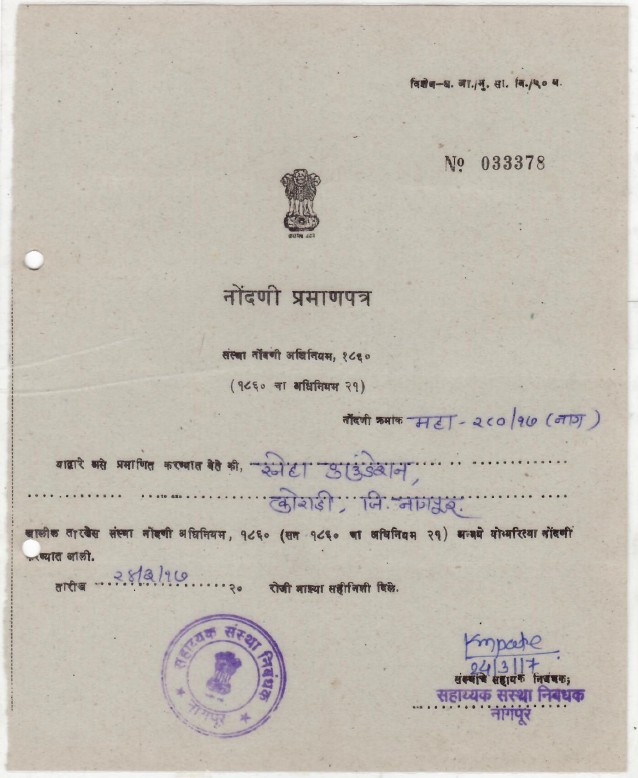 विशेष-ध. आ./मु. सा. वि./५० ध.
Nº 033378
नोंदणी प्रमाणपत्र
संस्था नोंदणी अधिनियम, १८६०
(१८६० चा अधिनियम २१)
नोंदणी क्रमांक महा - २८०/१७ (नाग)
याद्वारे असे प्रमाणित करण्यात येते की, स्नेहा फाउंडेशन,
कोराडी, जि. नागपूर.
खालील तारखेस संस्था नोंदणी अधिनियम, १८६० (सन १८६० चा अधिनियम २१) अन्वये योग्यरित्या नोंदणी
करण्यात आली.
तारीख २४/३/१७ २० रोजी माझ्या सहीनिशी दिले.
सहाय्यक संस्था निबंधक
नागपूर
24/3/17
संस्थांचे सहायक निबंधक,
सहाय्यक संस्था निबंधक
नागपूर